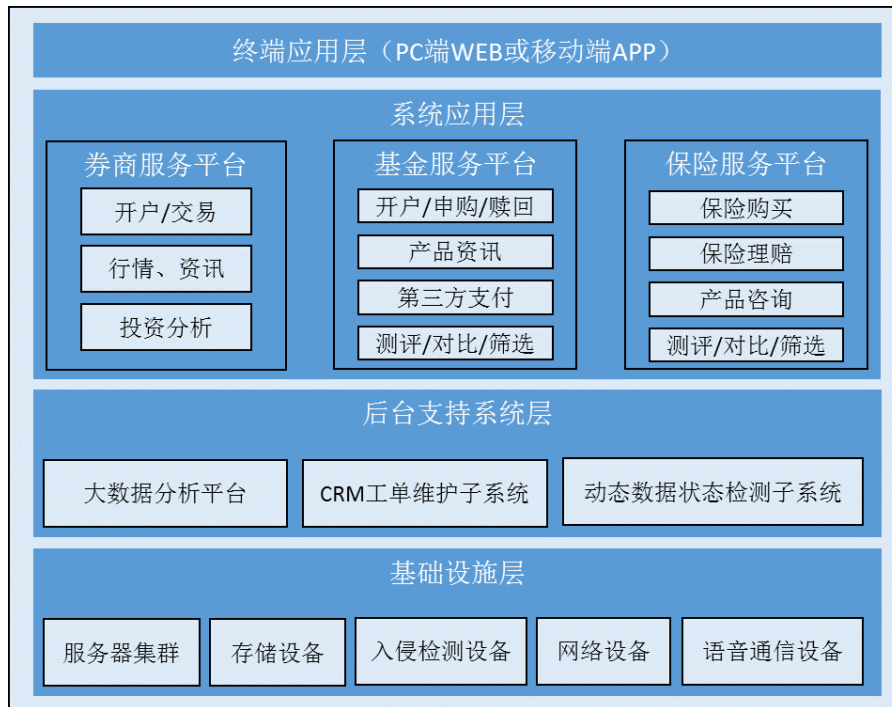 终端应用层（PC端WEB或移动端APP）
系统应用层
券商服务平台
开户/交易
行情、资讯
投资分析
基金服务平台
开户/申购/赎回
产品资讯
第三方支付
测评/对比/筛选
保险服务平台
保险购买
保险理赔
产品咨询
测评/对比/筛选
后台支持系统层
大数据分析平台
CRM工单维护子系统
动态数据状态检测子系统
基础设施层
服务器集群
存储设备
入侵检测设备
网络设备
语音通信设备